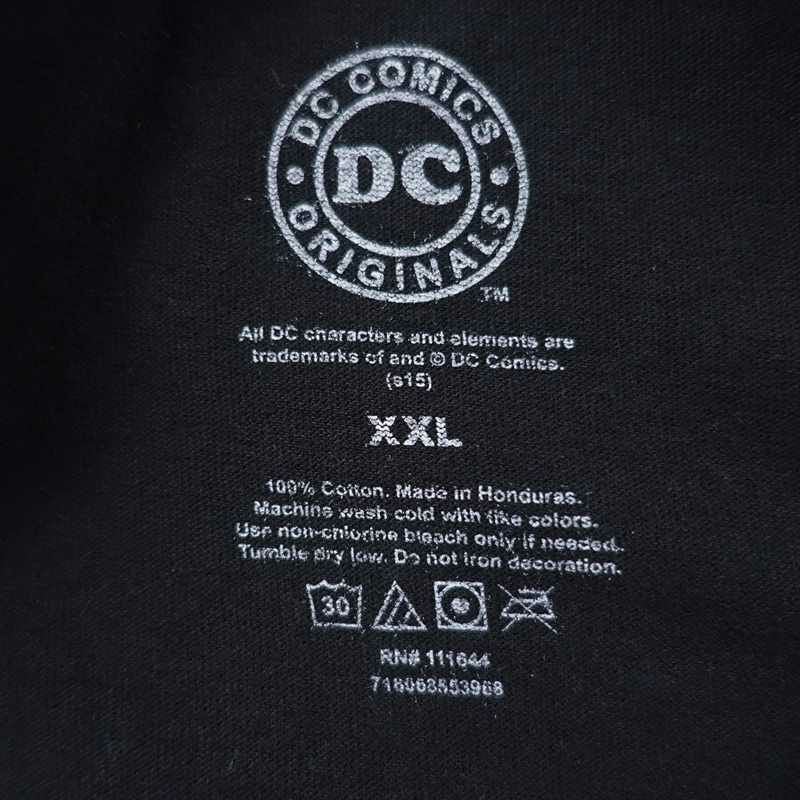 DC COMICS
DC
ORIGINALS
TM
All DC characters and elements are
trademarks of and © DC Comics.
(s15)
XXL
100% Cotton. Made in Honduras.
Machine wash cold with like colors.
Use non-chlorine bleach only if needed.
Tumble dry low. Do not iron decoration.
30
RN# 111644
716068553968